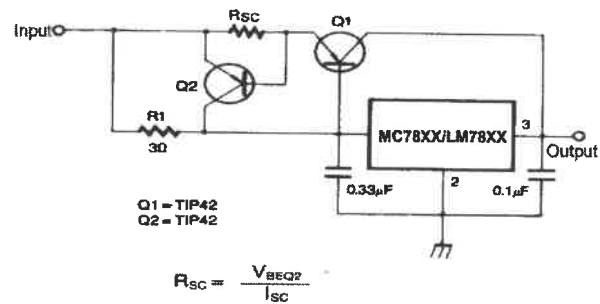 Input
RSC
Q1
Q2
R1
30
MC78XX/LM78XX
3
Output
2
0.33µF
0.1µF
Q1 = TIP42
Q2 = TIP42
RSC = VBEQ2
ISC